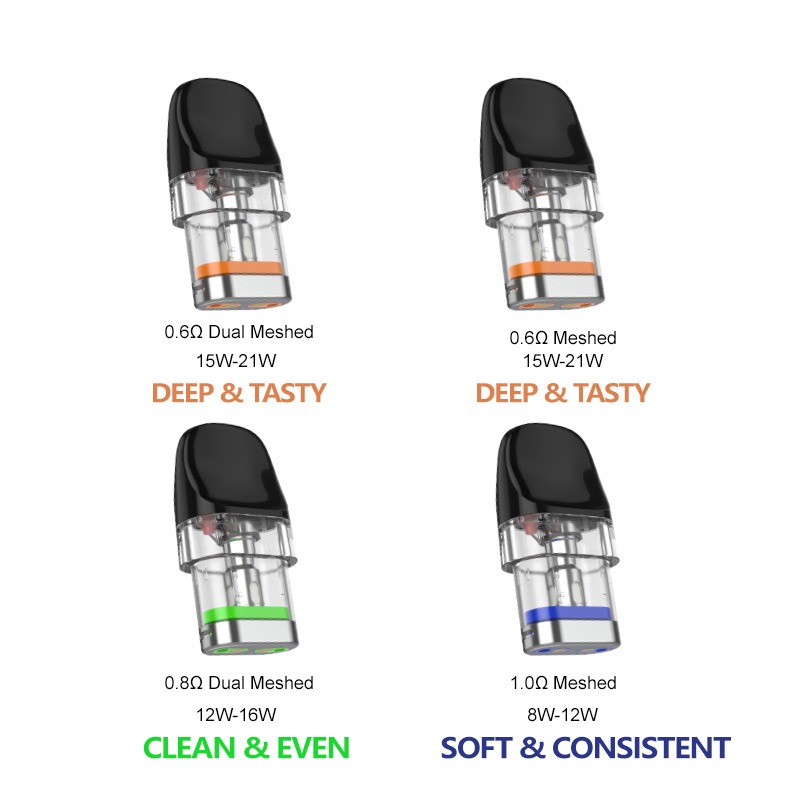 0.6Ω Dual Meshed
15W-21W
DEEP & TASTY
0.6Ω Meshed
15W-21W
DEEP & TASTY
0.8Ω Dual Meshed
12W-16W
CLEAN & EVEN
1.0Ω Meshed
8W-12W
SOFT & CONSISTENT